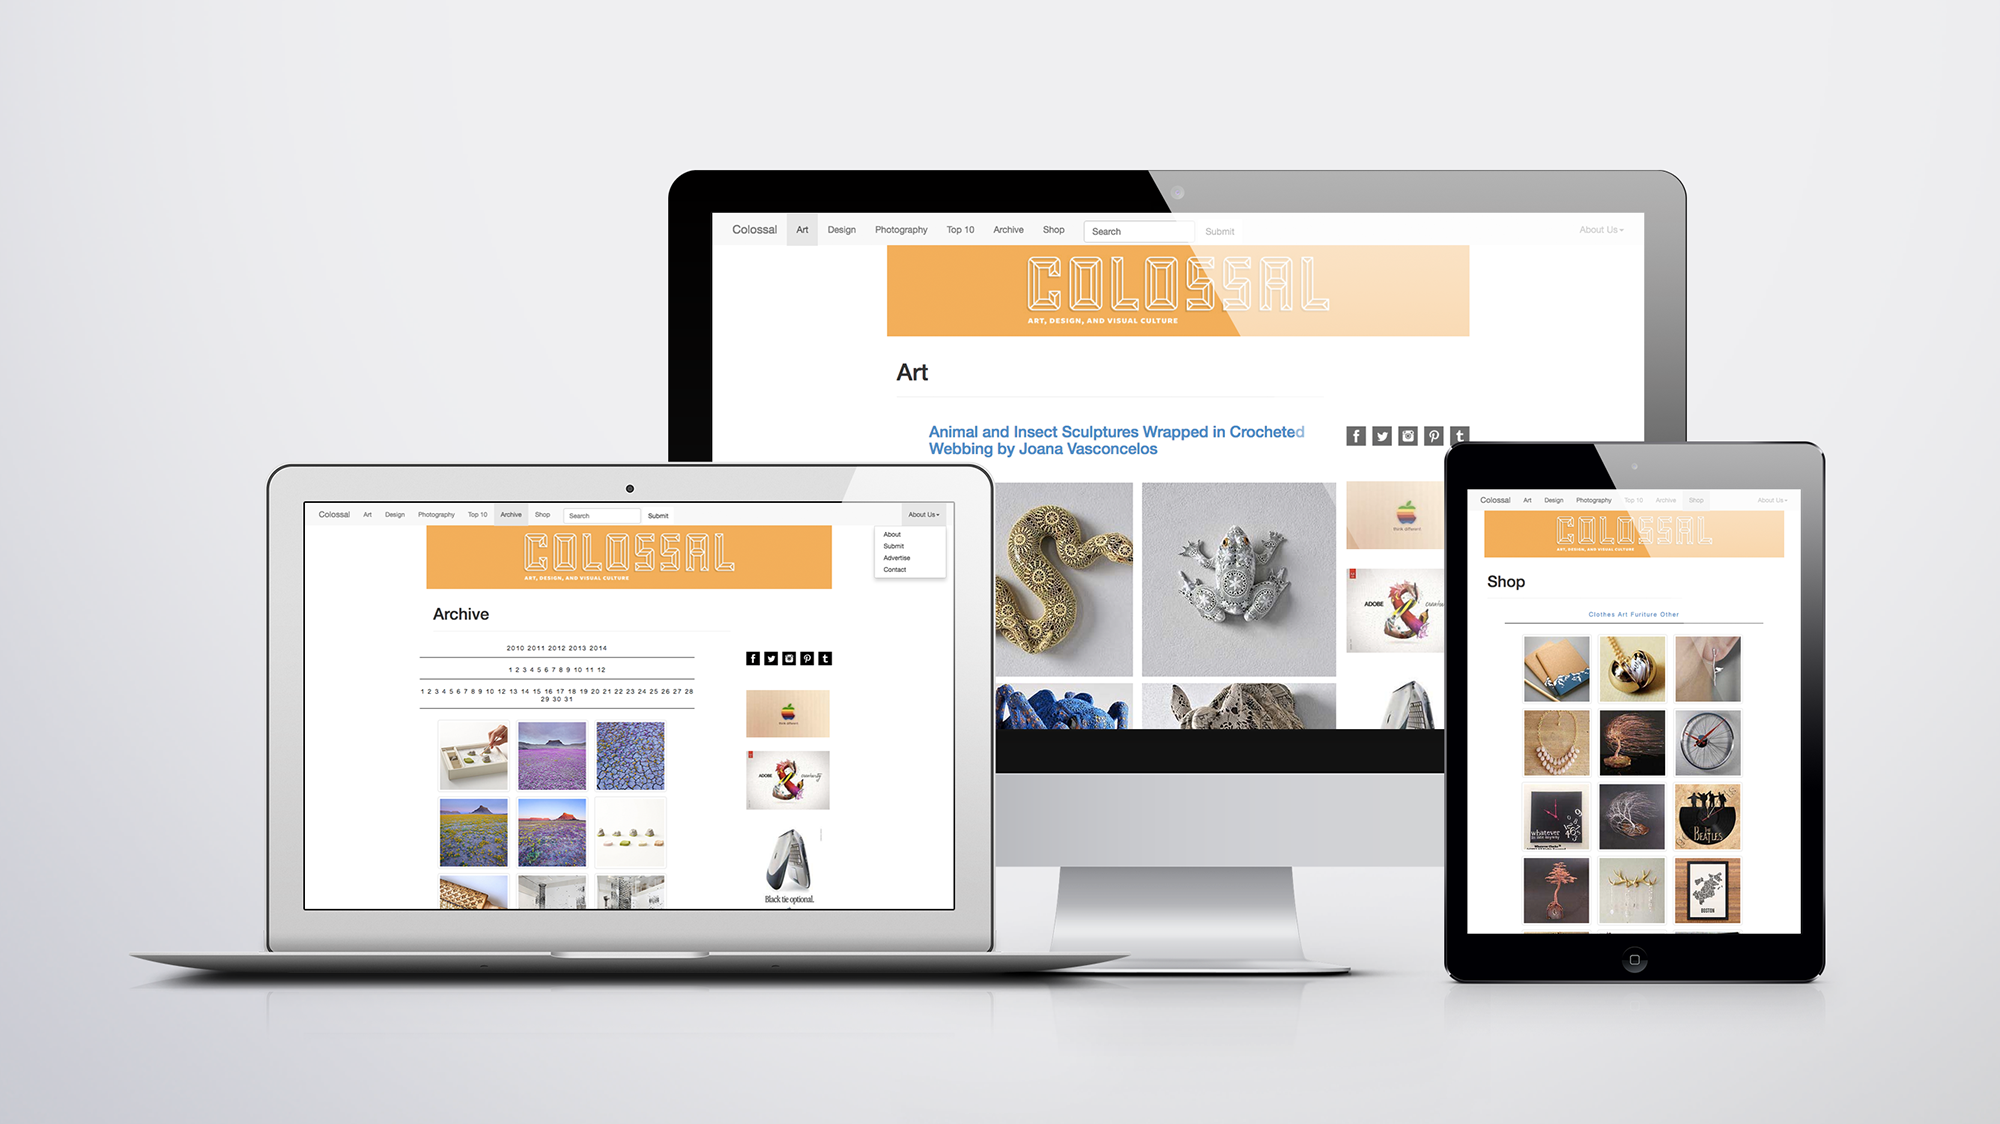 Colossal Art Design Photography Top 10 Archive Shop Search Submit About Us
COLOSSAL
ART, DESIGN, AND VISUAL CULTURE
Art
Animal and Insect Sculptures Wrapped in Crocheted
Webbing by Joana Vasconcelos
ADOBE
Colossal Art Design Photography Top 10 Archive Shop Search Submit About Us
About
Submit
Advertise
Contact
COLOSSAL
ART, DESIGN, AND VISUAL CULTURE
Archive
2010 2011 2012 2013 2014
1 2 3 4 5 6 7 8 9 10 11 12
1 2 3 4 5 6 7 8 9 10 11 12 13 14 15 16 17 18 19 20 21 22 23 24 25 26 27 28
29 30 31
ADOBE
Black tie optional.
Colossal Art Design Photography Top 10 Archive Shop About Us
COLOSSAL
ART, DESIGN, AND VISUAL CULTURE
Shop
Clothes Art Furiture Other
whatever
THE
BEATLES
BOSTON